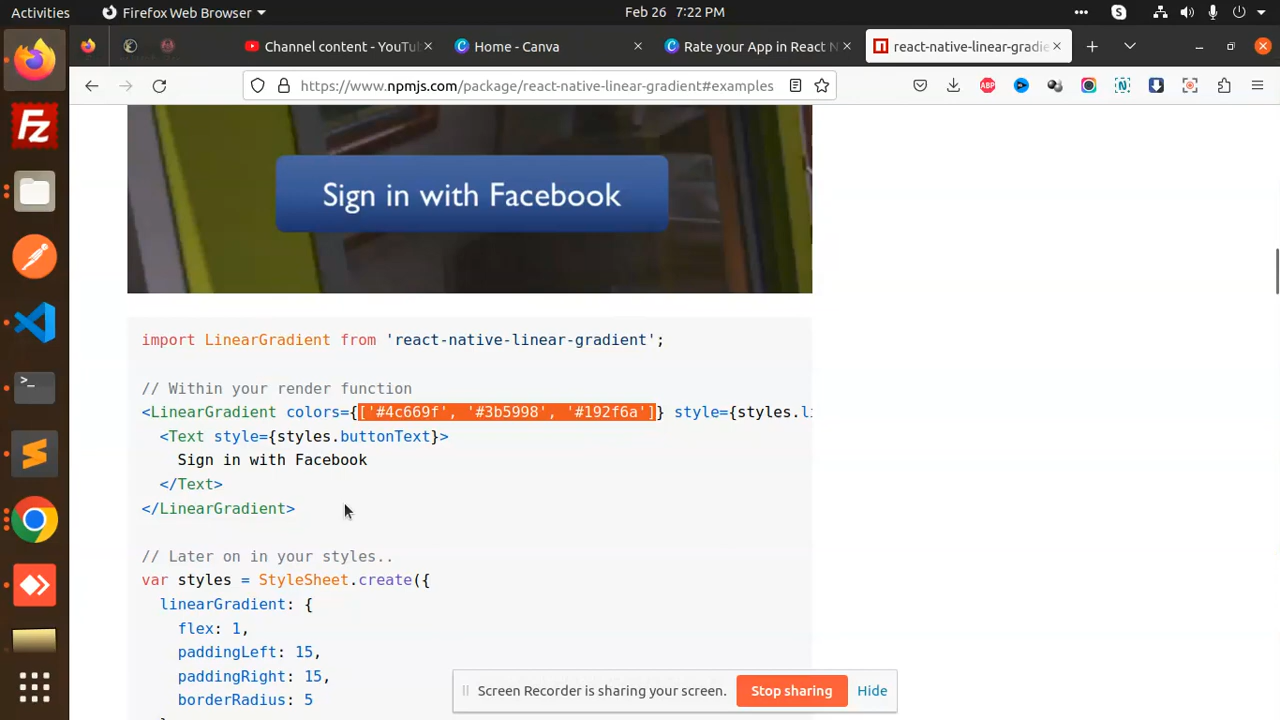 Activities
Firefox Web Browser
Feb 26 7:22 PM
Channel content - YouTu
Home - Canva
Rate your App in React N
react-native-linear-gradie
https://www.npmjs.com/package/react-native-linear-gradient#examples
Sign in with Facebook
import LinearGradient from 'react-native-linear-gradient';
// Within your render function
<LinearGradient colors={['#4c669f', '#3b5998', '#192f6a']} style={styles.li
<Text style={styles.buttonText}>
Sign in with Facebook
</Text>
</LinearGradient>
// Later on in your styles..
var styles = StyleSheet.create({
linearGradient: {
flex: 1,
paddingLeft: 15,
paddingRight: 15,
borderRadius: 5
Screen Recorder is sharing your screen.
Stop sharing
Hide